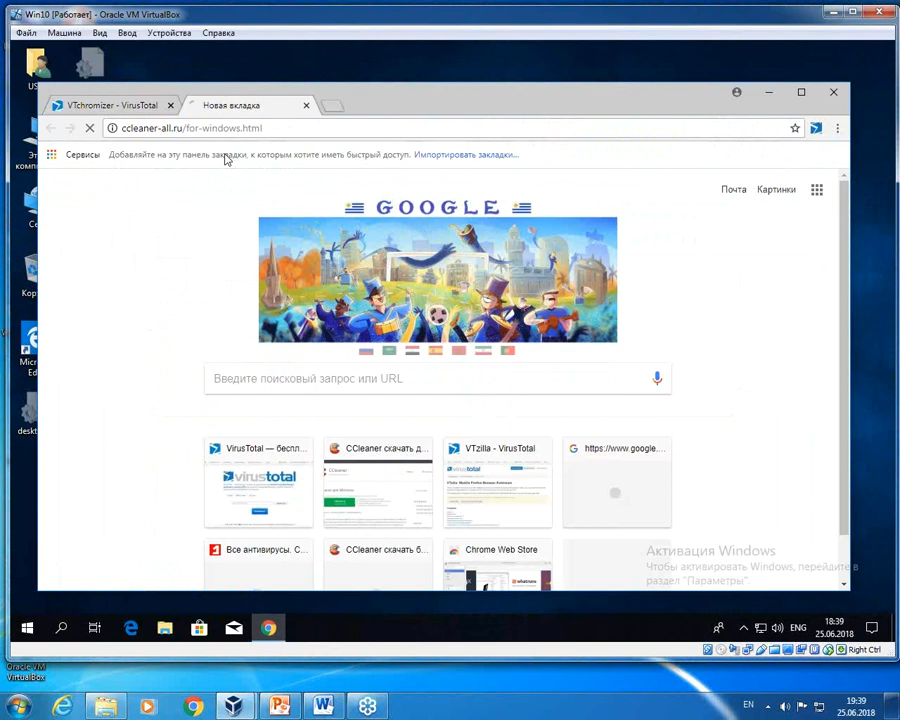 Win10 [Работает] - Oracle VM VirtualBox
Файл Машина Вид Ввод Устройства Справка
VTchromizer - VirusTotal Новая вкладка
ccleaner-all.ru/for-windows.html
Сервисы Добавляйте на эту панель закладки, к которым хотите иметь быстрый доступ. Импортировать закладки...
Почта Картинки
GOOGLE
Введите поисковый запрос или URL
VirusTotal — беспл... CCleaner скачать д... VTzilla - VirusTotal https://www.google....
virustotal
Все антивирусы. С... CCleaner скачать б... Chrome Web Store
Активация Windows
Чтобы активировать Windows, перейдите в
раздел "Параметры".
ENG 18:39
25.06.2018
Right Ctrl
Oracle VM
VirtualBox
EN 19:39
25.06.2018